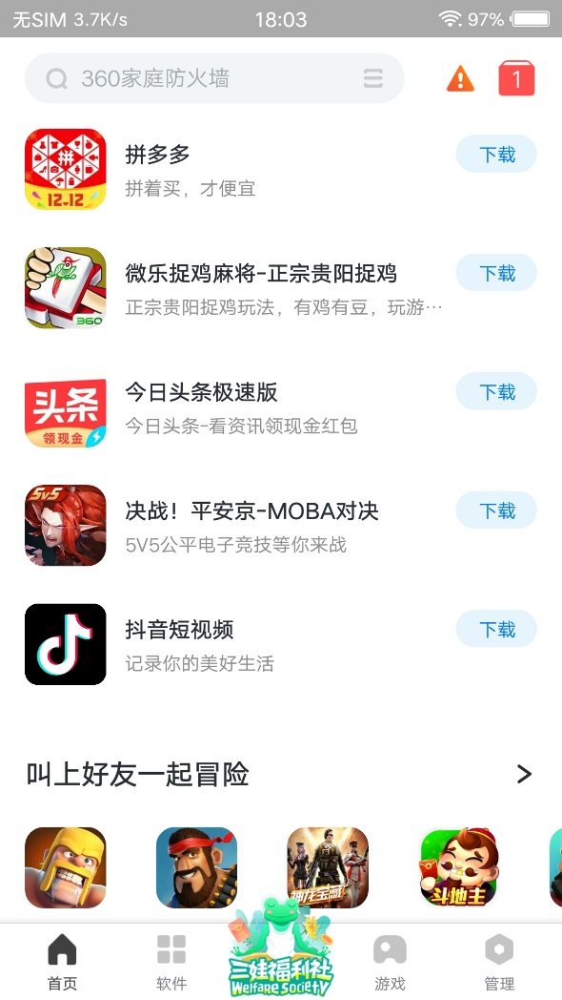 无SIM 3.7K/s 18:03 97%
360家庭防火墙
1
拼
12.12
拼多多
下载
拼着买，才便宜
360
微乐捉鸡麻将-正宗贵阳捉鸡
下载
正宗贵阳捉鸡玩法，有鸡有豆，玩游…
头条
领现金
今日头条极速版
下载
今日头条-看资讯领现金红包
5v5
决战！平安京-MOBA对决
下载
5V5公平电子竞技等你来战
抖音短视频
下载
记录你的美好生活
叫上好友一起冒险
神龙宝藏
斗地主
三娃福利社
Welfare Society
首页 软件 游戏 管理